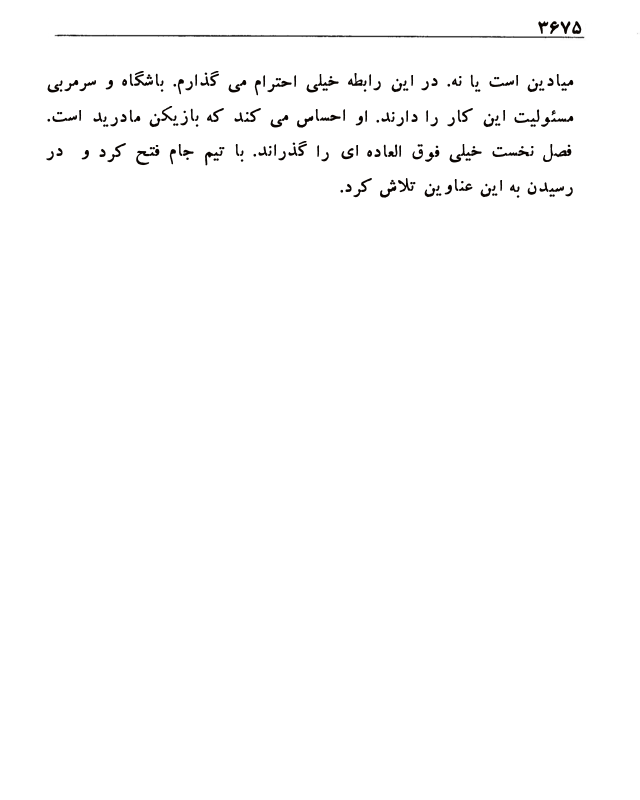 ۳۶۷۵
میادین است یا نه. در این رابطه خیلی احترام می گذارم. باشگاه و سرمربی
مسئولیت این کار را دارند. او احساس می کند که بازیکن مادرید است.
فصل نخست خیلی فوق العاده ای را گذراند. با تیم جام فتح کرد و در
رسیدن به این عناوین تلاش کرد.